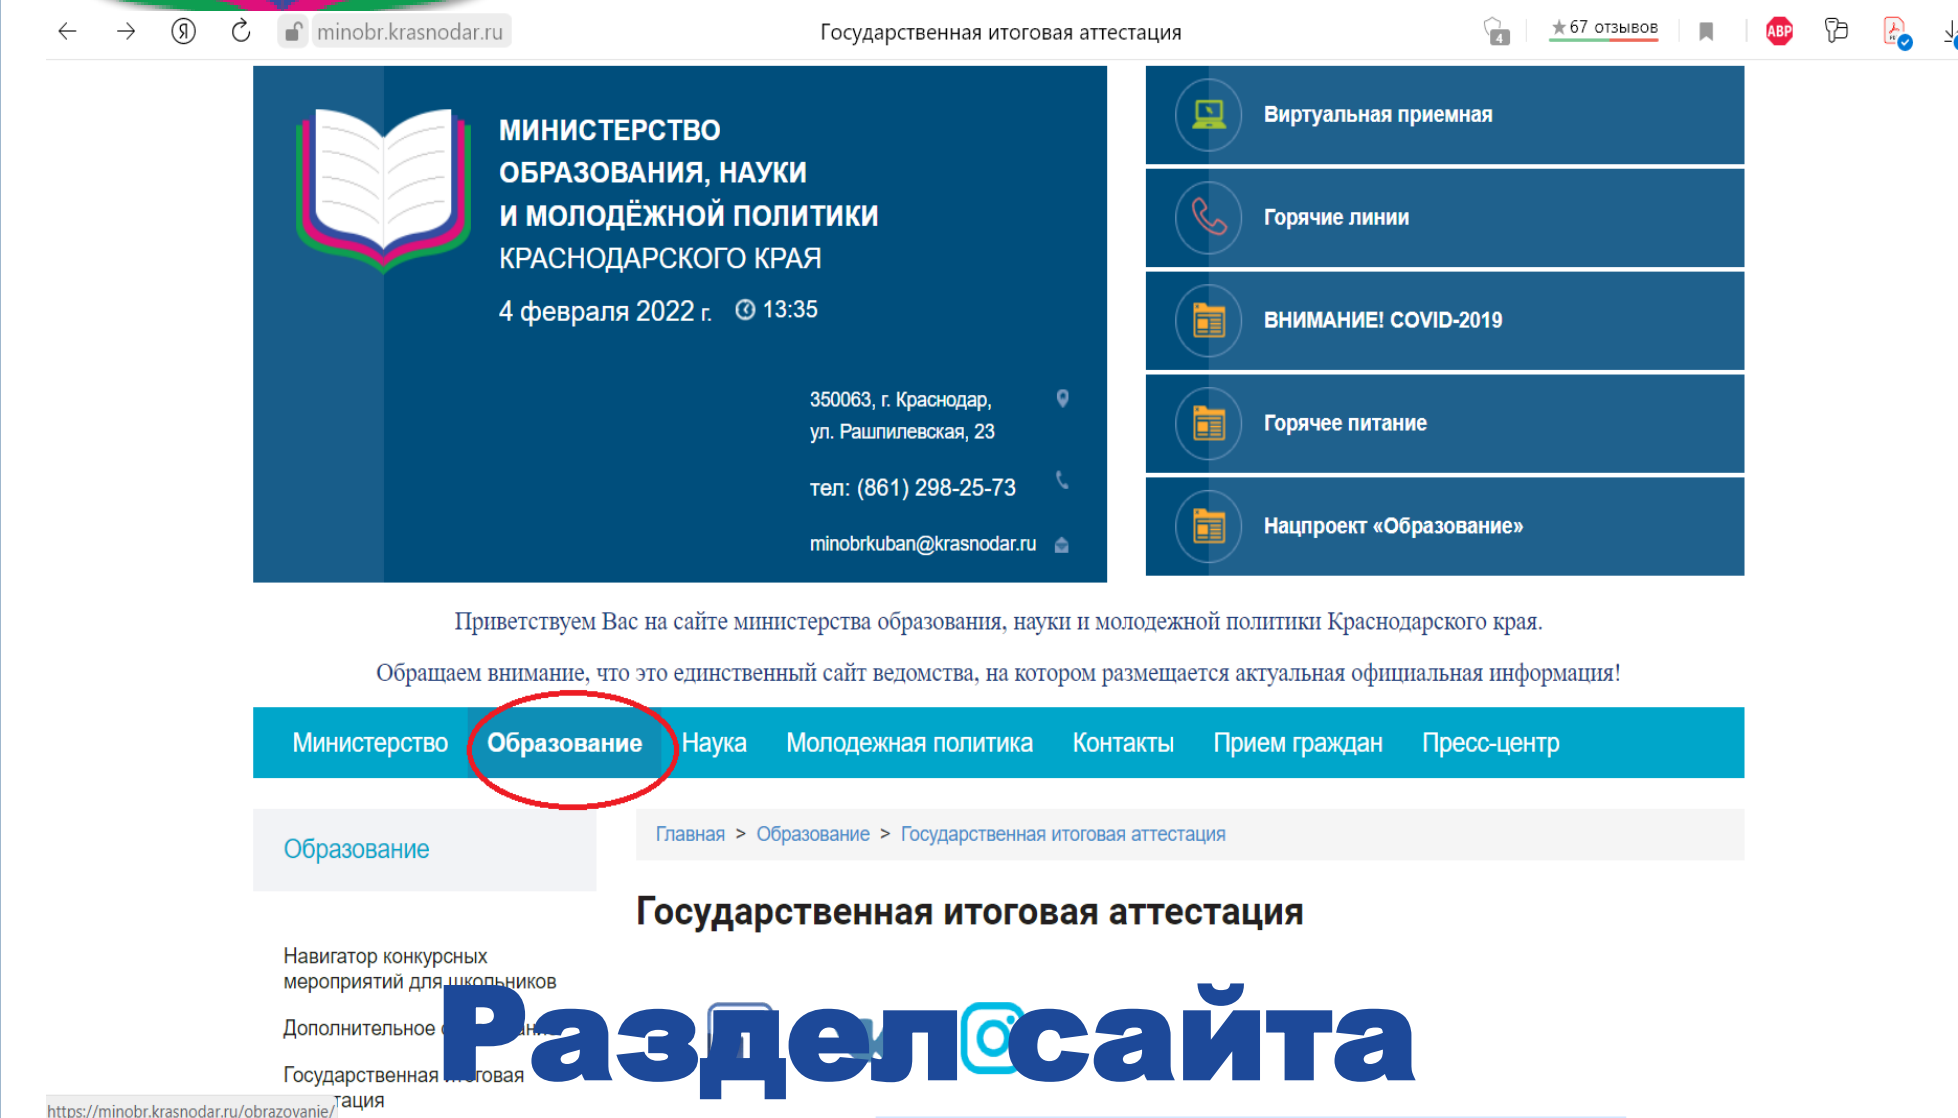 minobr.krasnodar.ru
Государственная итоговая аттестация
4
★ 67 отзывов
ABP
МИНИСТЕРСТВО
ОБРАЗОВАНИЯ, НАУКИ
И МОЛОДЁЖНОЙ ПОЛИТИКИ
КРАСНОДАРСКОГО КРАЯ
4 февраля 2022 г. 13:35
350063, г. Краснодар,
ул. Рашпилевская, 23
тел: (861) 298-25-73
minobrkuban@krasnodar.ru
Виртуальная приемная
Горячие линии
ВНИМАНИЕ! COVID-2019
Горячее питание
Нацпроект «Образование»
Приветствуем Вас на сайте министерства образования, науки и молодежной политики Краснодарского края.
Обращаем внимание, что это единственный сайт ведомства, на котором размещается актуальная официальная информация!
Министерство Образование Наука Молодежная политика Контакты Прием граждан Пресс-центр
Образование
Главная > Образование > Государственная итоговая аттестация
Государственная итоговая аттестация
Навигатор конкурсных
мероприятий для школьников
Дополнительное
Государственная итоговая
Раздел сайта
https://minobr.krasnodar.ru/obrazovanie/